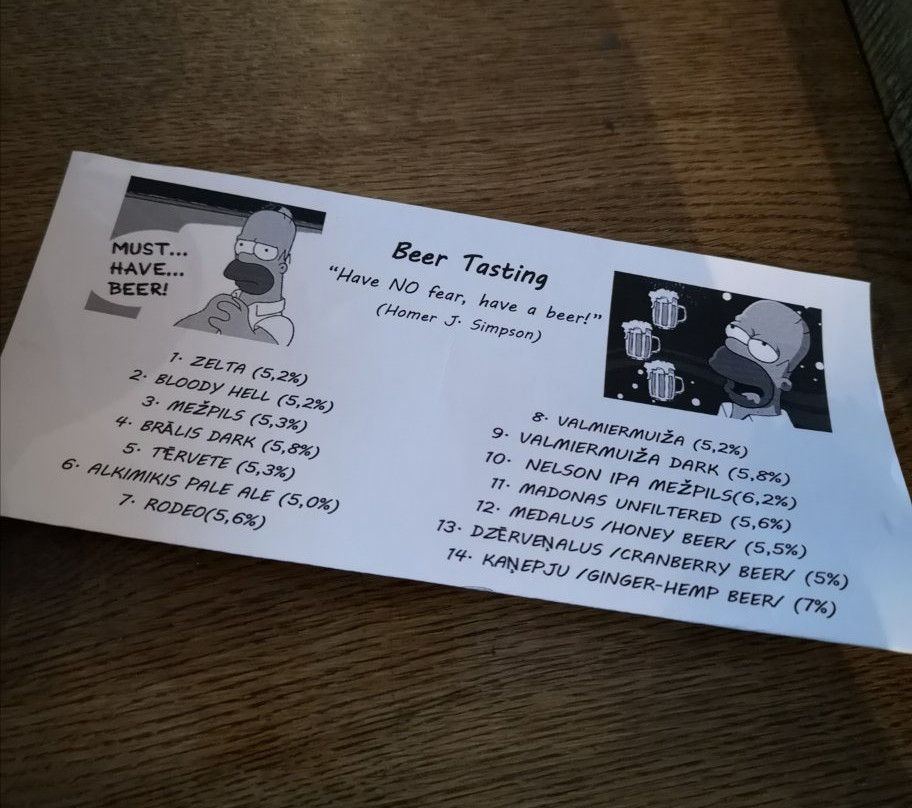 MUST...
HAVE...
BEER!
Beer Tasting
“Have NO fear, have a beer!”
(Homer J. Simpson)
1. ZELTA (5,2%)
2. BLOODY HELL (5,2%)
3. MEŽPILS (5,3%)
4. BRĀLIS DARK (5,8%)
5. TĒRVETE (5,3%)
6. ALKIMIKIS PALE ALE (5,0%)
7. RODEO(5,6%)
8. VALMIERMUIŽA (5,2%)
9. VALMIERMUIŽA DARK (5,8%)
10. NELSON IPA MEŽPILS(6,2%)
11. MADONAS UNFILTERED (5,6%)
12. MEDALUS /HONEY BEER/ (5,5%)
13. DZĒRVEŅALUS /CRANBERRY BEER/ (5%)
14. KAŅEPJU /GINGER-HEMP BEER/ (7%)